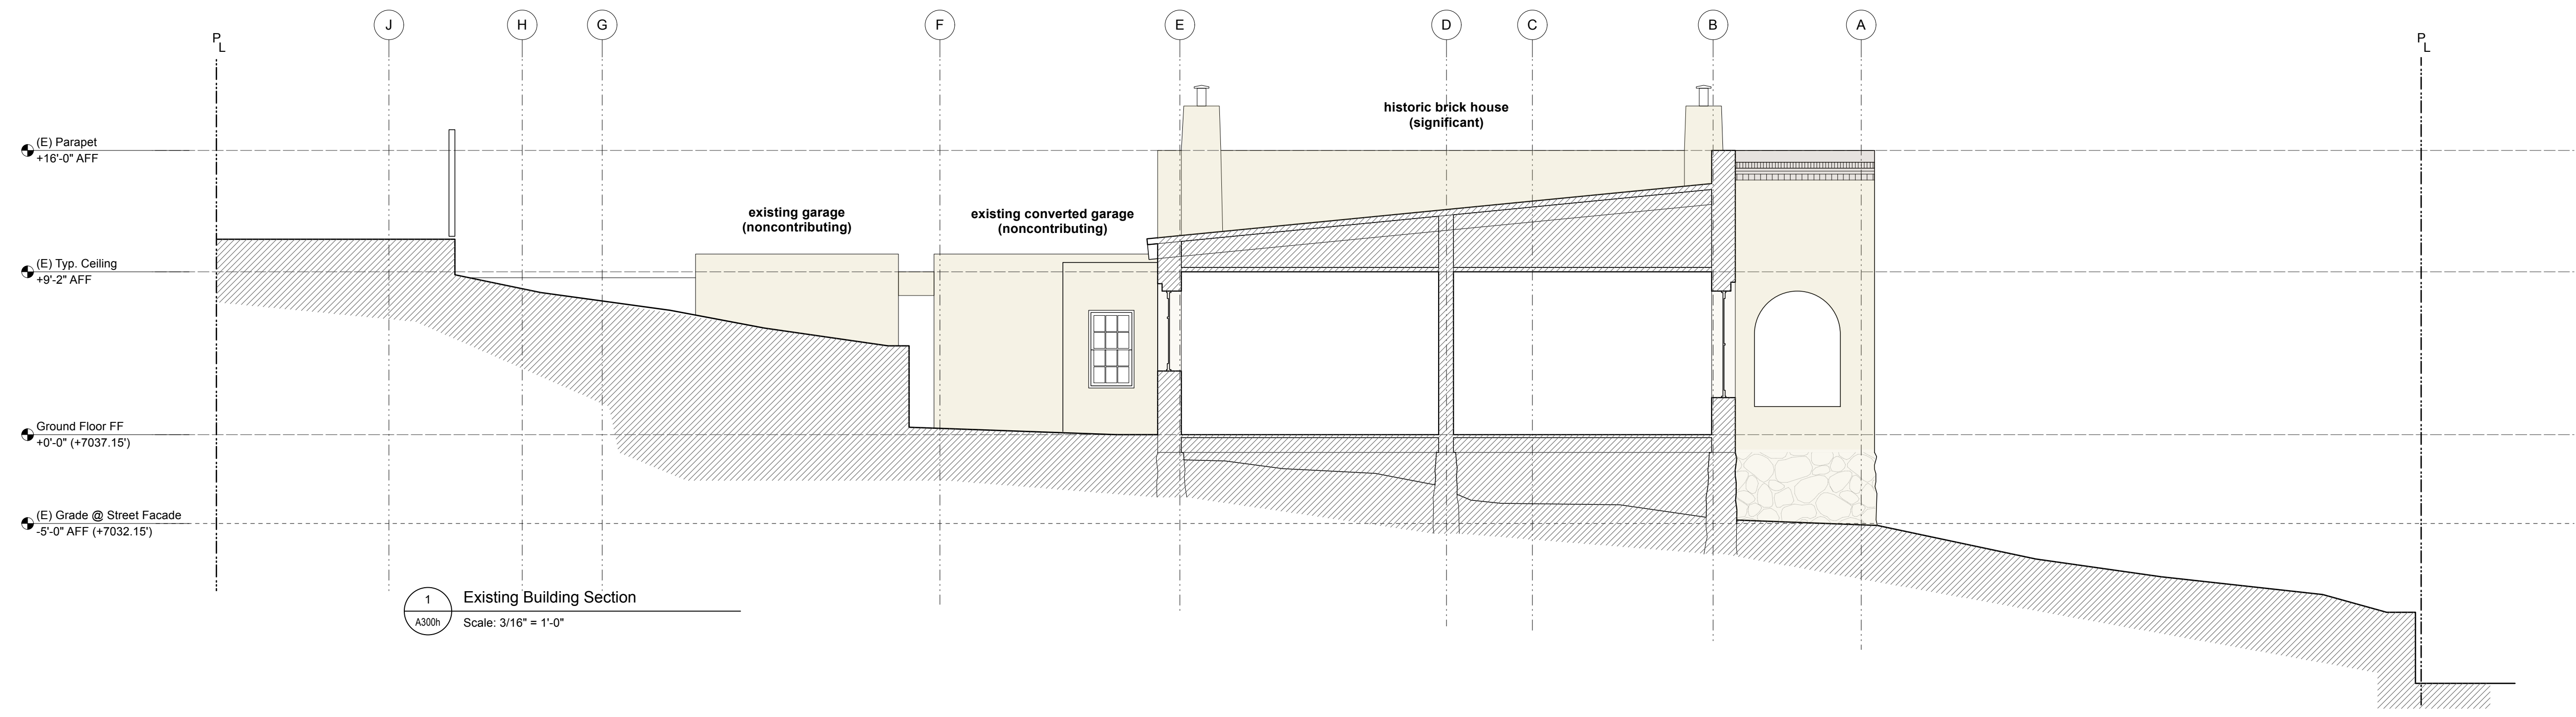 J
H
G
F
E
D
C
B
A
PL
PL
historic brick house
(significant)
(E) Parapet
+16'-0" AFF
existing garage
(noncontributing)
existing converted garage
(noncontributing)
(E) Typ. Ceiling
+9'-2" AFF
Ground Floor FF
+0'-0" (+7037.15')
(E) Grade @ Street Facade
-5'-0" AFF (+7032.15')
1
A300h
Existing Building Section
Scale: 3/16" = 1'-0"